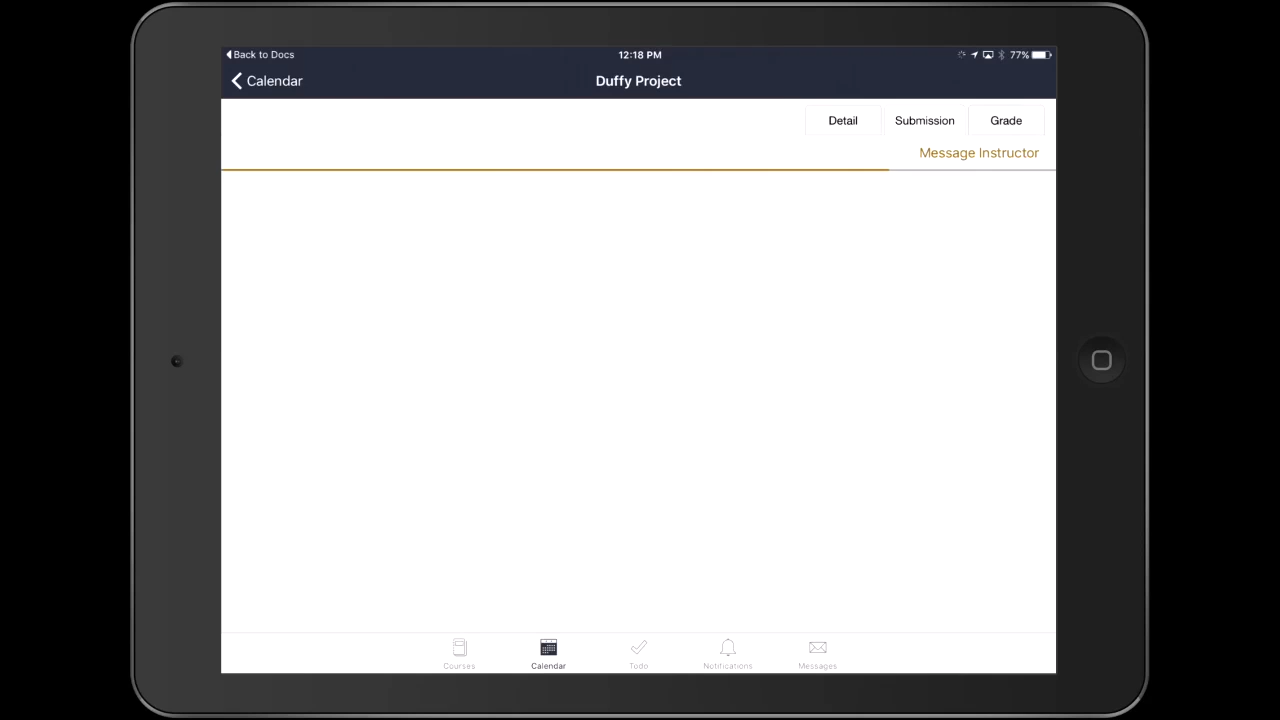 Back to Docs 12:18 PM 77%
Calendar Duffy Project
Detail Submission Grade
Message Instructor
Courses Calendar Todo Notifications Messages